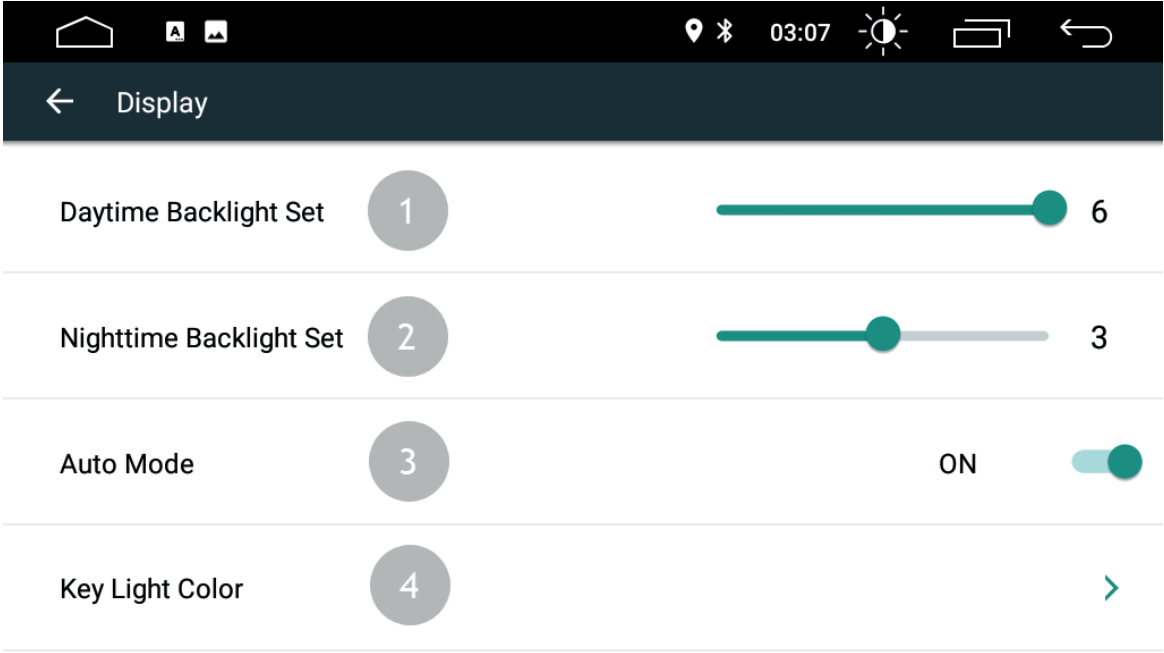 A...
03:07
Display
Daytime Backlight Set 1 6
Nighttime Backlight Set 2 3
Auto Mode 3 ON
Key Light Color 4